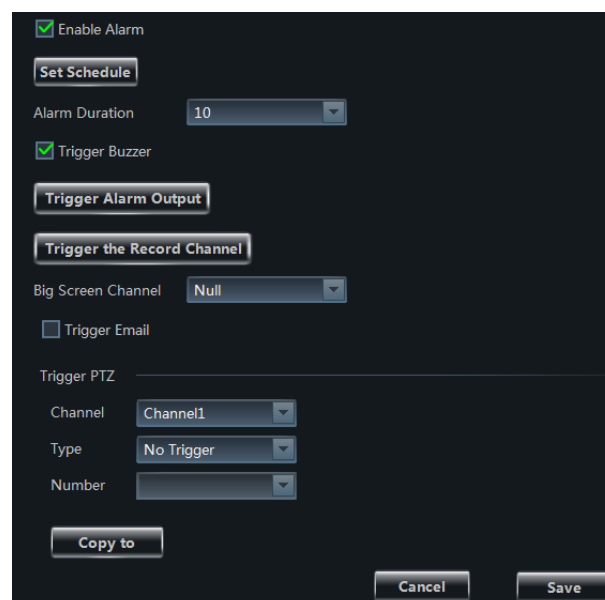 Enable Alarm
Set Schedule
Alarm Duration 10
Trigger Buzzer
Trigger Alarm Output
Trigger the Record Channel
Big Screen Channel Null
Trigger Email
Trigger PTZ
Channel Channel1
Type No Trigger
Number
Copy to
Cancel Save